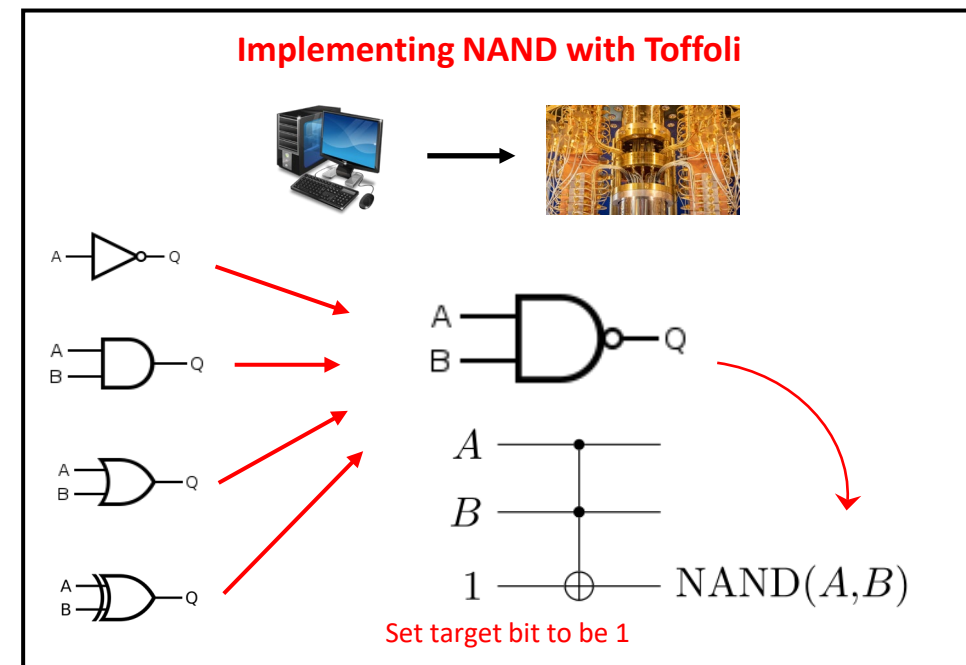 Implementing NAND with Toffoli
A Q
A
B Q
A
B Q
A
B Q
A
B Q
A
B
1 NAND(A,B)
Set target bit to be 1